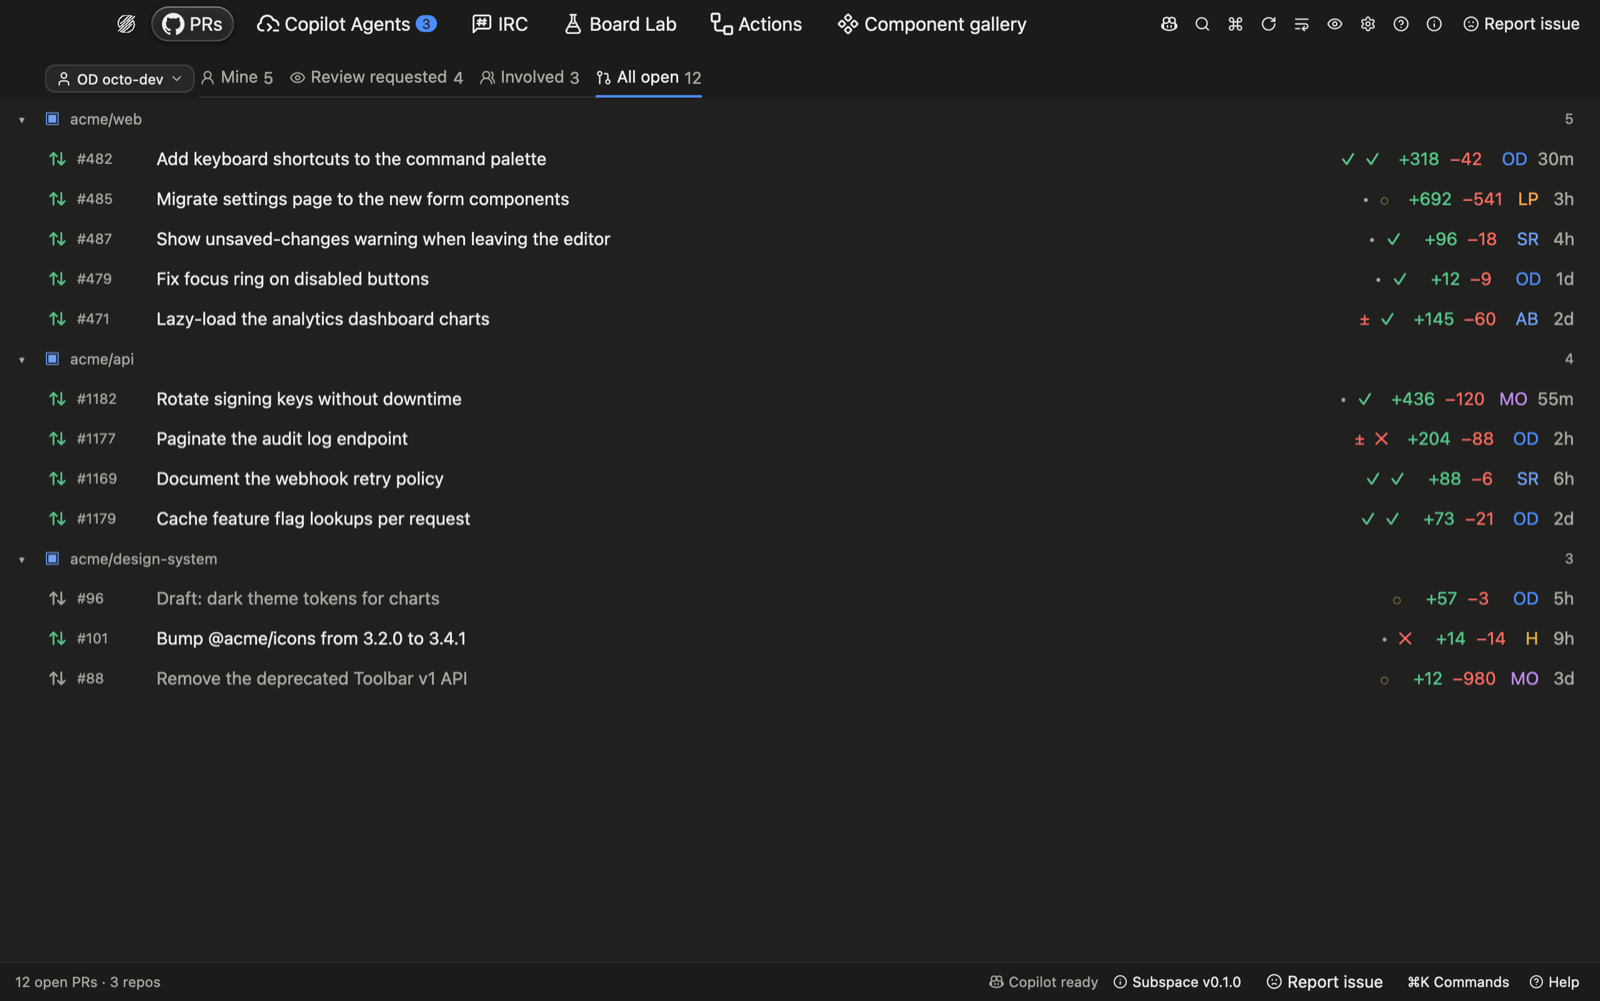 PRs Copilot Agents 3 IRC Board Lab Actions Component gallery Report issue
OD octo-dev Mine 5 Review requested 4 Involved 3 All open 12
acme/web 5
#482 Add keyboard shortcuts to the command palette +318 −42 OD 30m
#485 Migrate settings page to the new form components +692 −541 LP 3h
#487 Show unsaved-changes warning when leaving the editor +96 −18 SR 4h
#479 Fix focus ring on disabled buttons +12 −9 OD 1d
#471 Lazy-load the analytics dashboard charts ± +145 −60 AB 2d
acme/api 4
#1182 Rotate signing keys without downtime +436 −120 MO 55m
#1177 Paginate the audit log endpoint ± +204 −88 OD 2h
#1169 Document the webhook retry policy +88 −6 SR 6h
#1179 Cache feature flag lookups per request +73 −21 OD 2d
acme/design-system 3
#96 Draft: dark theme tokens for charts +57 −3 OD 5h
#101 Bump @acme/icons from 3.2.0 to 3.4.1 +14 −14 H 9h
#88 Remove the deprecated Toolbar v1 API +12 −980 MO 3d
12 open PRs · 3 repos Copilot ready Subspace v0.1.0 Report issue ⌘K Commands Help